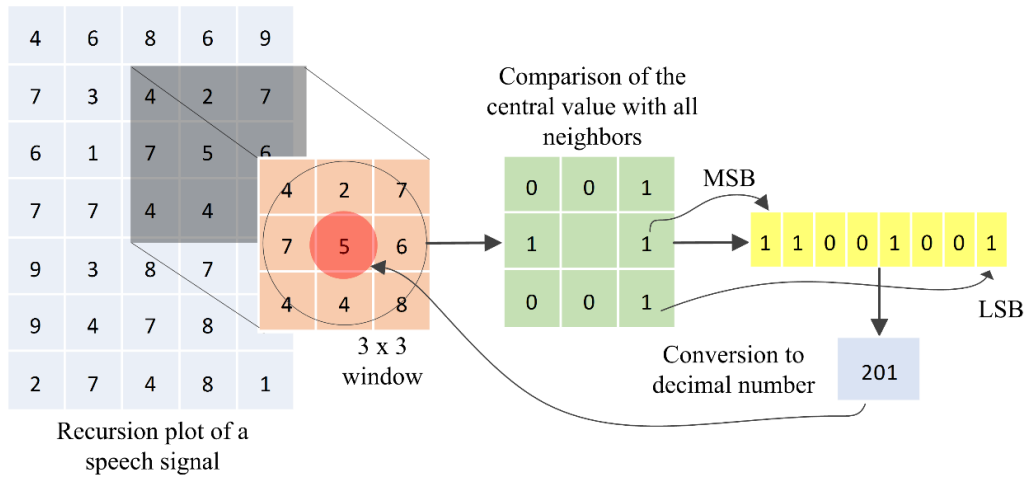 4 6 8 6 9
7 3 4 2 7
6 1 7 5 6
7 7 4 4
9 3 8 7
9 4 7 8
2 7 4 8 1
Recursion plot of a
speech signal
4 2 7
7 5 6
4 4 8
3 x 3
window
Comparison of the
central value with all
neighbors
0 0 1
1 1
0 0 1
MSB
1 1 0 0 1 0 0 1
LSB
Conversion to
decimal number
201